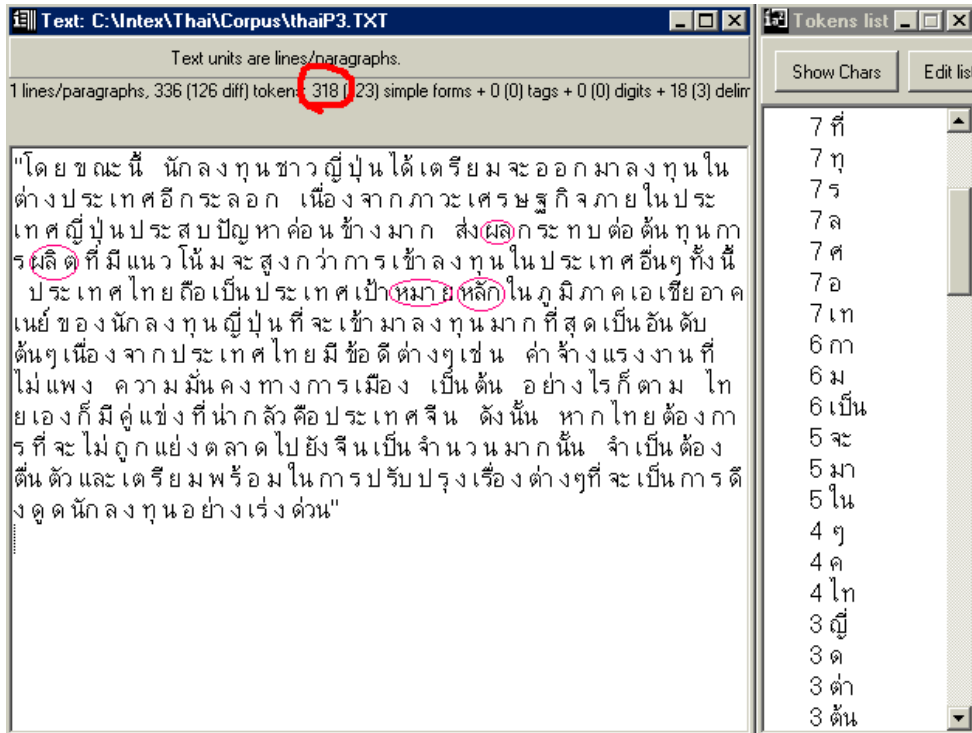 Text: C:\Intex\Thai\Corpus\thaiP3.TXT
Text units are lines/paragraphs.
1 lines/paragraphs, 336 (126 diff) tokens: 318 (123) simple forms + 0 (0) tags + 0 (0) digits + 18 (3) delim
"โดยขณะนี้ นักลงทุนชาวญี่ปุ่นได้เตรียมจะออกมาลงทุนใน
ต่างประเทศอีกระลอก เนื่องจากภาวะเศรษฐกิจภายในประ
เทศญี่ปุ่นประสบปัญหาค่อนข้างมาก ส่งผลกระทบต่อต้นทุนกา
รผลิตที่มีแนวโน้มจะสูงกว่าการเข้าลงทุนในประเทศอื่นๆ ทั้งนี้
ประเทศไทยถือเป็นประเทศเป้าหมายหลักในภูมิภาคเอเชียอาค
เนย์ของนักลงทุนญี่ปุ่นที่จะเข้ามาลงทุนมากที่สุดเป็นอันดับ
ต้นๆเนื่องจากประเทศไทยมีข้อดีต่างๆเช่น ค่าจ้างแรงงานที่
ไม่แพง ความมั่นคงทางการเมือง เป็นต้น อย่างไรก็ตาม ไท
ยเองก็มีคู่แข่งที่น่ากลัวคือประเทศจีน ดังนั้น หากไทยต้องกา
รที่จะไม่ถูกแย่งตลาดไปยังจีนเป็นจำนวนมากนั้น จำเป็นต้อง
ตื่นตัวและเตรียมพร้อมในการปรับปรุงเรื่องต่างๆที่จะเป็นการดึ
งดูดนักลงทุนอย่างเร่งด่วน"
Tokens list
Show Chars
Edit lis
7 ที่
7 ทุ
7 ร
7 ล
7 ศ
7 อ
7 เท
6 กา
6 ม
6 เป็น
5 จะ
5 มา
5 ใน
4 ๆ
4 ค
4 ไท
3 ญี่
3 ด
3 ต่า
3 ต้น